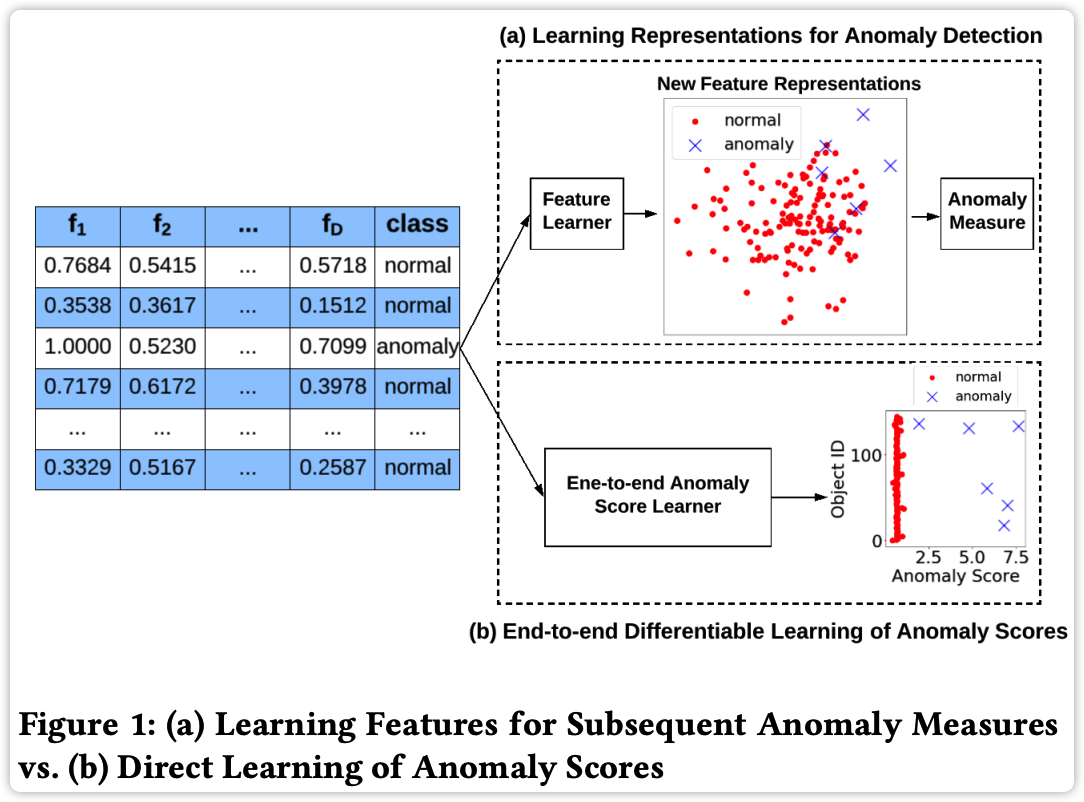 (a) Learning Representations for Anomaly Detection
New Feature Representations
normal
anomaly
Feature
Learner
Anomaly
Measure
f1 f2 ... fD class
0.7684 0.5415 ... 0.5718 normal
0.3538 0.3617 ... 0.1512 normal
1.0000 0.5230 ... 0.7099 anomaly
0.7179 0.6172 ... 0.3978 normal
... ... ... ... ...
0.3329 0.5167 ... 0.2587 normal
Ene-to-end Anomaly
Score Learner
normal
anomaly
Object ID
100
0
2.5 5.0 7.5
Anomaly Score
(b) End-to-end Differentiable Learning of Anomaly Scores
Figure 1: (a) Learning Features for Subsequent Anomaly Measures
vs. (b) Direct Learning of Anomaly Scores